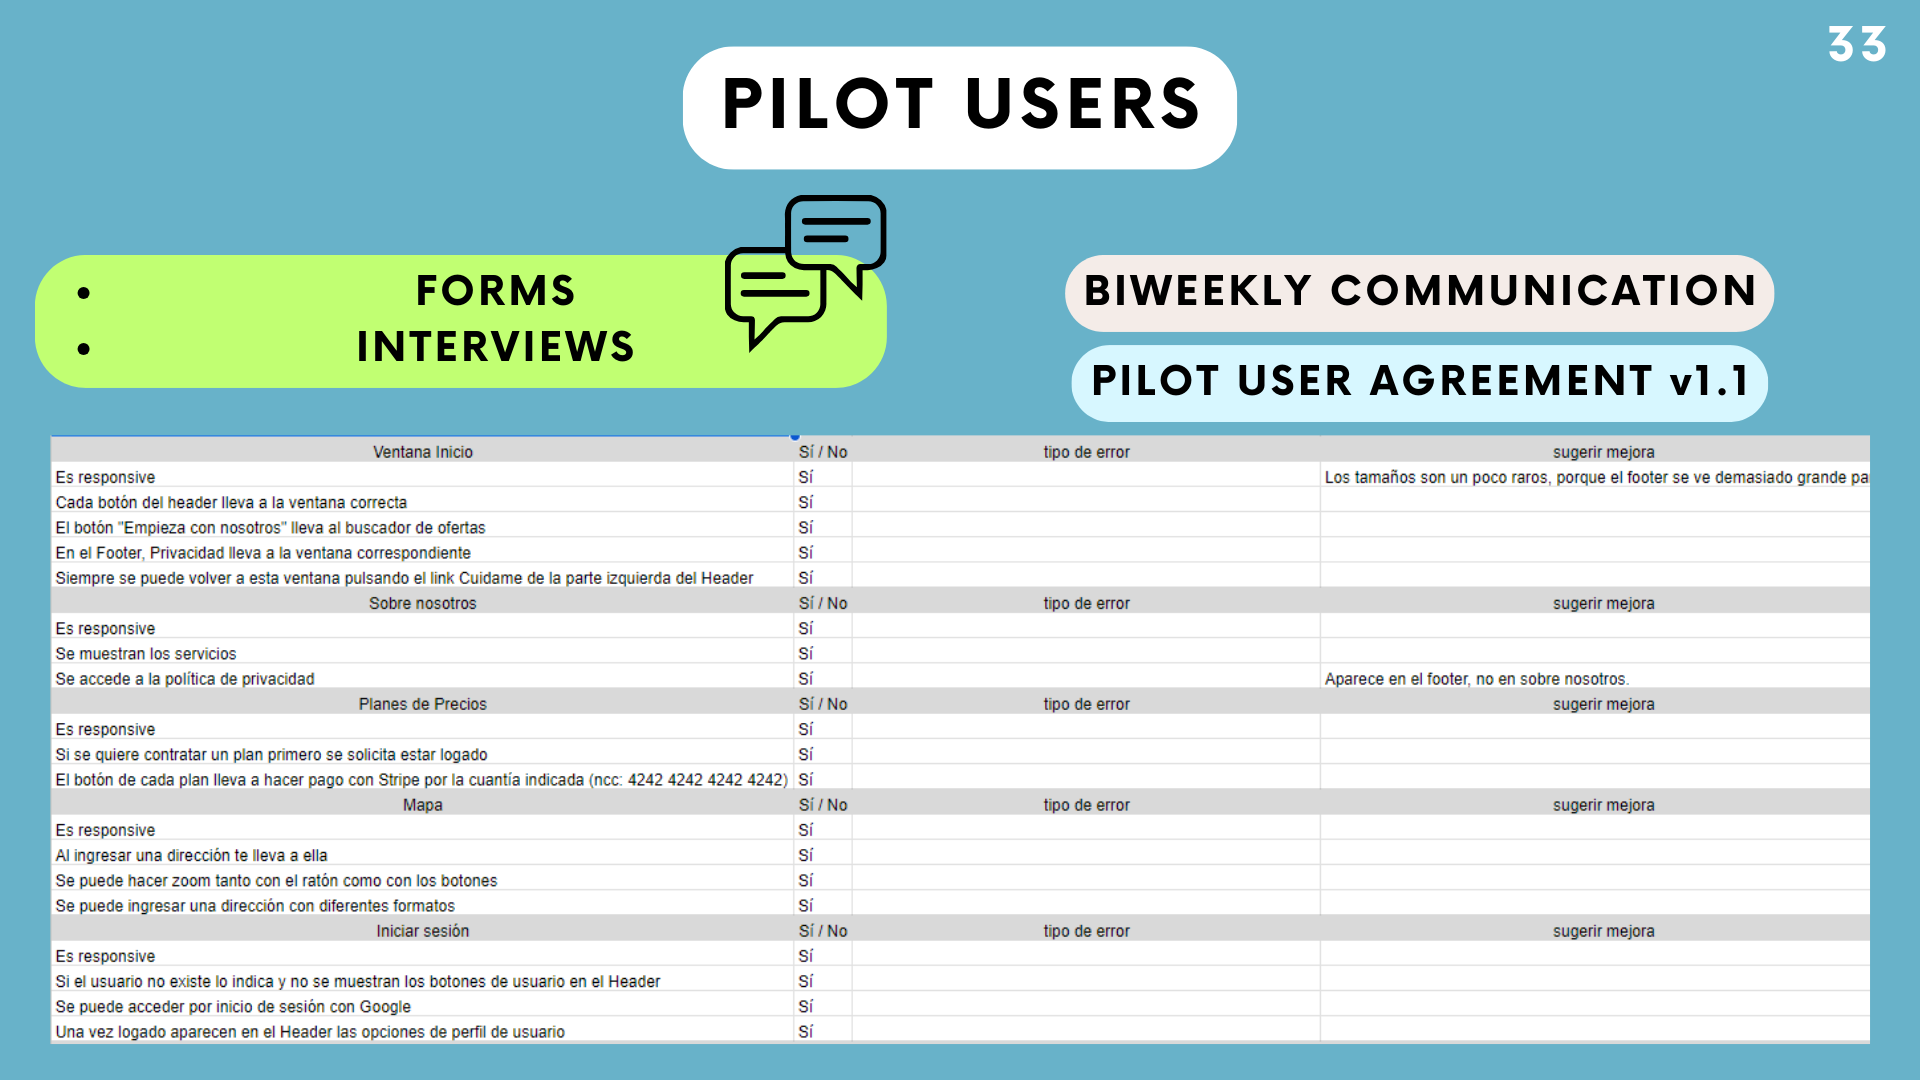 33
PILOT USERS
• FORMS
• INTERVIEWS
BIWEEKLY COMMUNICATION
PILOT USER AGREEMENT v1.1
Ventana Inicio Sí / No tipo de error sugerir mejora
Es responsive Sí Los tamaños son un poco raros, porque el footer se ve demasiado grande pa
Cada botón del header lleva a la ventana correcta Sí
El botón "Empieza con nosotros" lleva al buscador de ofertas Sí
En el Footer, Privacidad lleva a la ventana correspondiente Sí
Siempre se puede volver a esta ventana pulsando el link Cuidame de la parte izquierda del Header Sí
Sobre nosotros Sí / No tipo de error sugerir mejora
Es responsive Sí
Se muestran los servicios Sí
Se accede a la política de privacidad Sí Aparece en el footer, no en sobre nosotros.
Planes de Precios Sí / No tipo de error sugerir mejora
Es responsive Sí
Si se quiere contratar un plan primero se solicita estar logado Sí
El botón de cada plan lleva a hacer pago con Stripe por la cuantía indicada (ncc: 4242 4242 4242 4242) Sí
Mapa Sí / No tipo de error sugerir mejora
Es responsive Sí
Al ingresar una dirección te lleva a ella Sí
Se puede hacer zoom tanto con el ratón como con los botones Sí
Se puede ingresar una dirección con diferentes formatos Sí
Iniciar sesión Sí / No tipo de error sugerir mejora
Es responsive Sí
Si el usuario no existe lo indica y no se muestran los botones de usuario en el Header Sí
Se puede acceder por inicio de sesión con Google Sí
Una vez logado aparecen en el Header las opciones de perfil de usuario Sí